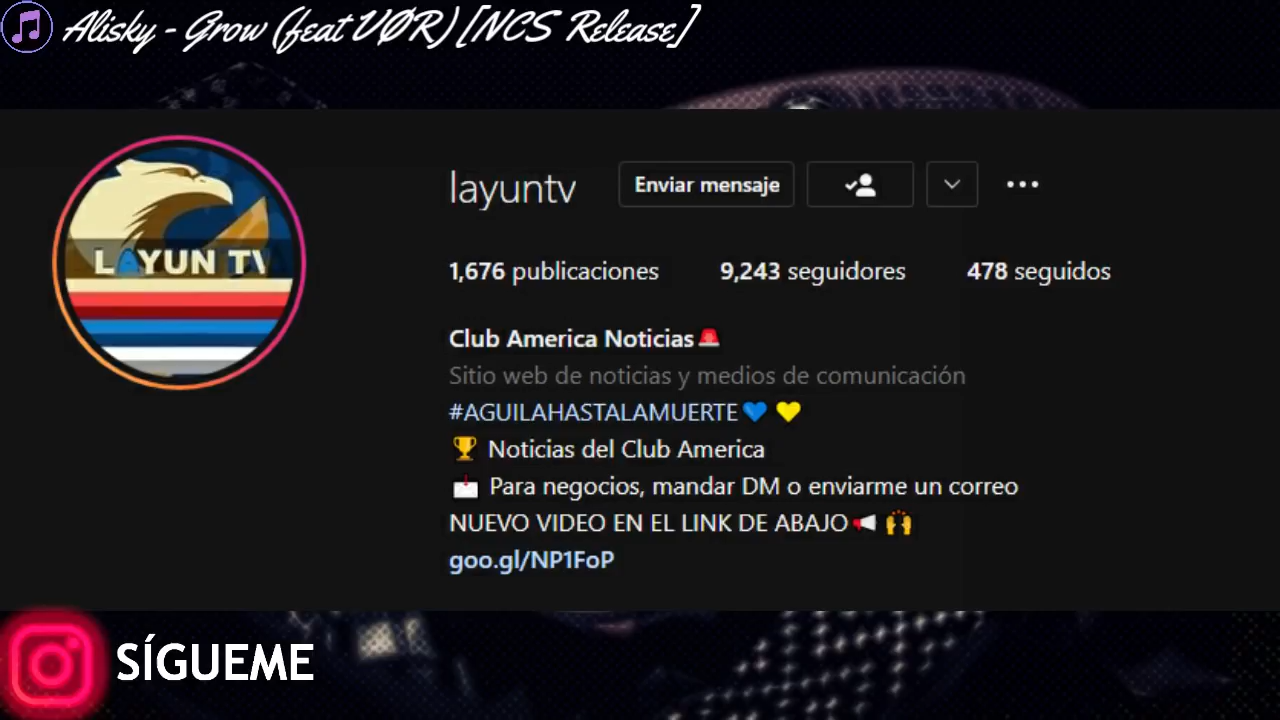 Alisky - Grow (feat VØR) [NCS Release]
LAYUN TV
layuntv
Enviar mensaje
1,676 publicaciones 9,243 seguidores 478 seguidos
Club America Noticias🚨
Sitio web de noticias y medios de comunicación
#AGUILAHASTALAMUERTE💙 💛
🏆 Noticias del Club America
📩 Para negocios, mandar DM o enviarme un correo
NUEVO VIDEO EN EL LINK DE ABAJO📢 🙌
goo.gl/NP1FoP
SÍGUEME